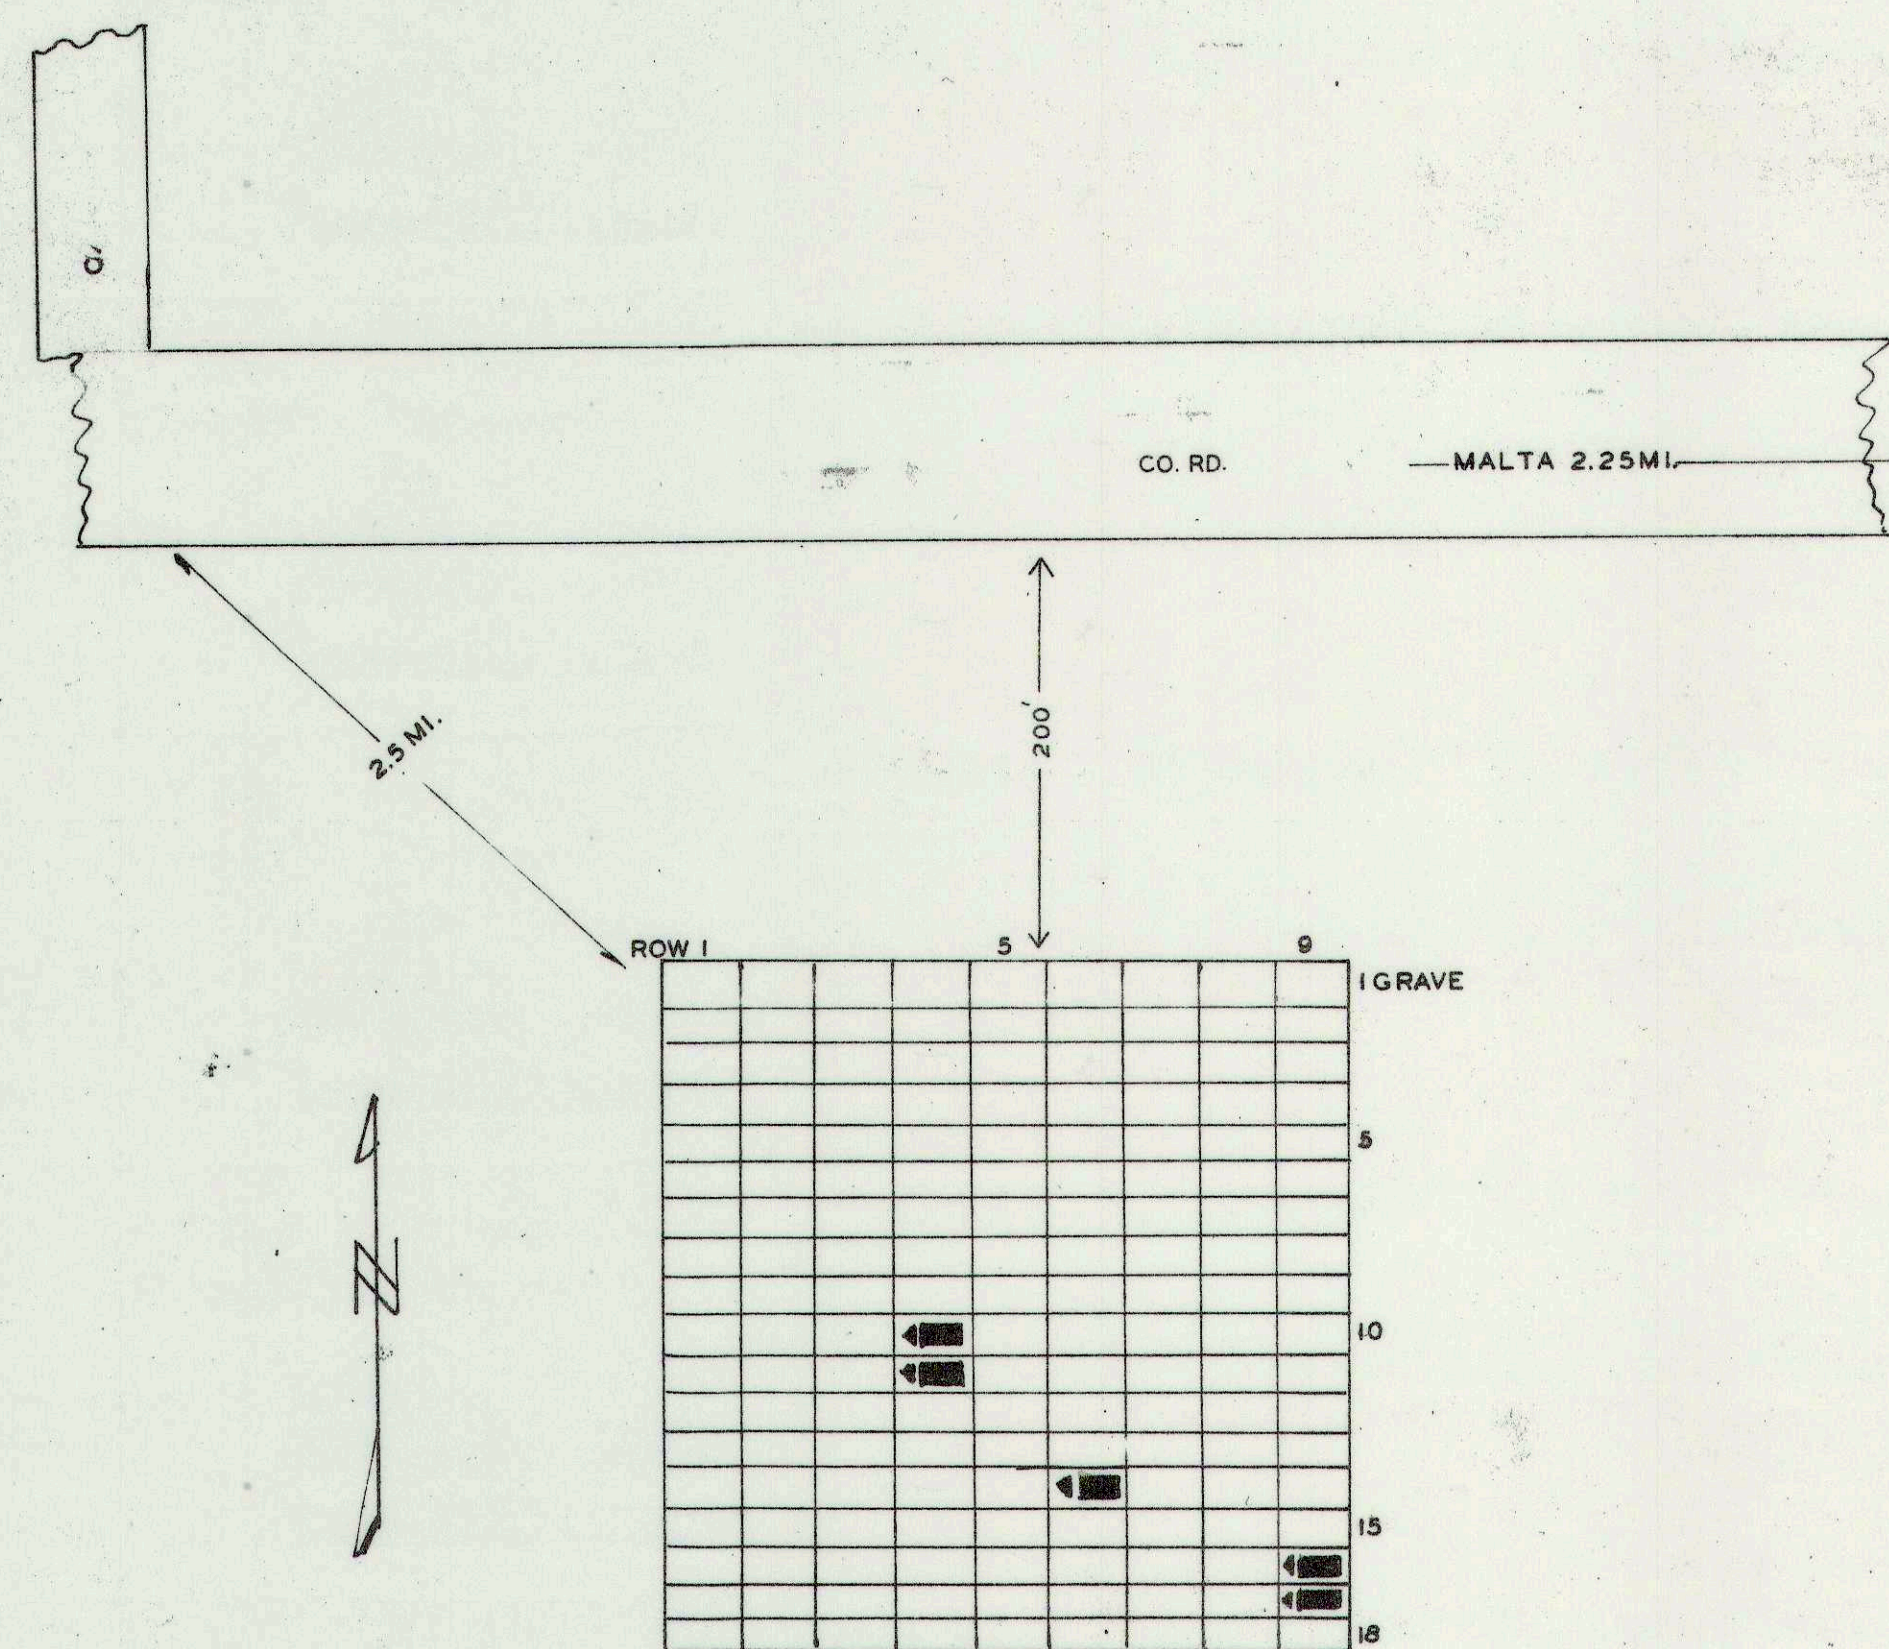 CO. RD.
MALTA 2.25MI.
2.5 MI.
200'
ROW 1 5 9
1 GRAVE
5
N
10
15
18